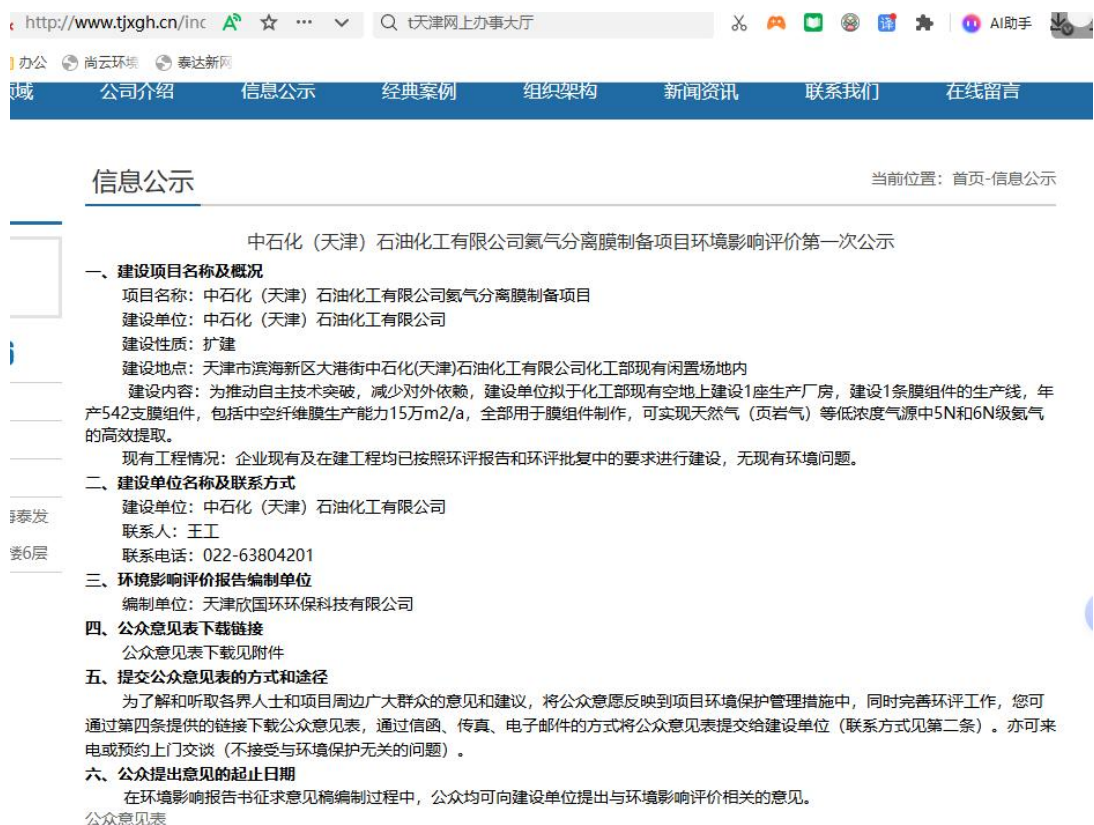 http://www.tjxgh.cn/inc
t天津网上办事大厅
AI助手
办公 尚云环境 泰达新网
域 公司介绍 信息公示 经典案例 组织架构 新闻资讯 联系我们 在线留言
信息公示
当前位置：首页-信息公示
中石化（天津）石油化工有限公司氦气分离膜制备项目环境影响评价第一次公示
一、建设项目名称及概况
项目名称：中石化（天津）石油化工有限公司氦气分离膜制备项目
建设单位：中石化（天津）石油化工有限公司
建设性质：扩建
建设地点：天津市滨海新区大港街中石化(天津)石油化工有限公司化工部现有闲置场地内
建设内容：为推动自主技术突破，减少对外依赖，建设单位拟于化工部现有空地上建设1座生产厂房，建设1条膜组件的生产线，年
产542支膜组件，包括中空纤维膜生产能力15万m2/a，全部用于膜组件制作，可实现天然气（页岩气）等低浓度气源中5N和6N级氦气
的高效提取。
现有工程情况：企业现有及在建工程均已按照环评报告和环评批复中的要求进行建设，无现有环境问题。
二、建设单位名称及联系方式
建设单位：中石化（天津）石油化工有限公司
联系人：王工
联系电话：022-63804201
三、环境影响评价报告编制单位
编制单位：天津欣国环环保科技有限公司
四、公众意见表下载链接
公众意见表下载见附件
五、提交公众意见表的方式和途径
为了解和听取各界人士和项目周边广大群众的意见和建议，将公众意愿反映到项目环境保护管理措施中，同时完善环评工作，您可
通过第四条提供的链接下载公众意见表，通过信函、传真、电子邮件的方式将公众意见表提交给建设单位（联系方式见第二条）。亦可来
电或预约上门交谈（不接受与环境保护无关的问题）。
六、公众提出意见的起止日期
在环境影响报告书征求意见稿编制过程中，公众均可向建设单位提出与环境影响评价相关的意见。
公众意见表
泰发
楼6层